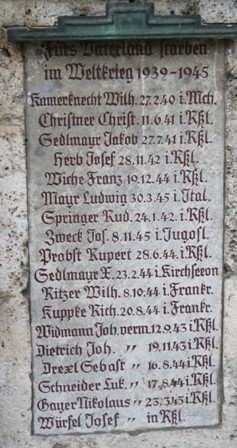 Fürs Vaterland starben
im Weltkrieg 1939-1945
Kamerknecht Wilh. 27.2.40 i. Mch.
Christner Christ. 11.6.41 i. Rßl.
Sedlmayr Jakob 27.7.41 i. Rßl.
Herb Josef 28.11.42 i. Rßl.
Wiche Franz 19.12.44 i. Rßl.
Mayr Ludwig 30.3.45 i. Ital.
Springer Rud. 24.1.42 i. Rßl.
Zweck Jos. 8.11.45 i. Jugosl.
Probst Rupert 28.6.44 i. Rßl.
Sedlmayr X. 23.2.44 i. Kirchseeon
Ritzer Wilh. 8.10.44 i. Frankr.
Kuppke Rich. 20.8.44 i. Frankr.
Widmann Joh. verm. 12.9.43 i. Rßl.
Dietrich Joh. " 19.11.43 i. Rßl.
Drexl Sebast " 16.8.44 i. Rßl.
Schneider Luk. " 17.8.44 i. Rßl.
Gayer Nikolaus " 23.3.45 i. Rßl.
Würfel Josef " in Rßl.